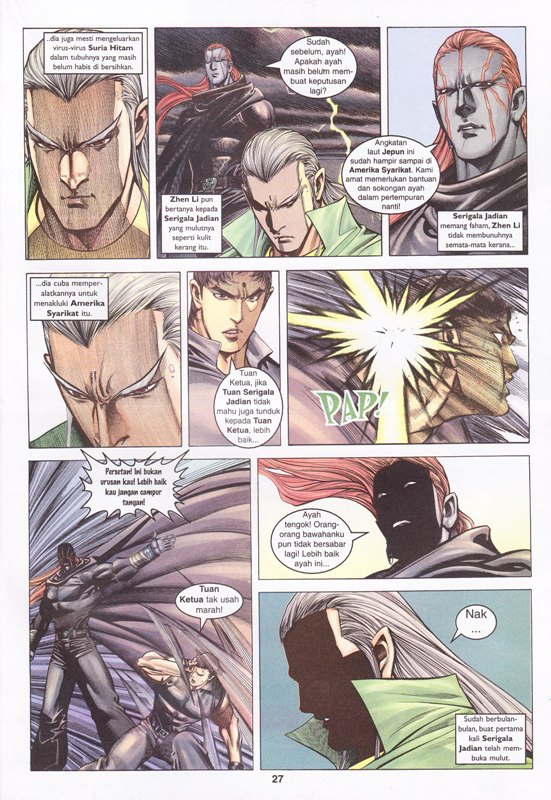 ...dia juga mesti mengeluarkan
virus-virus Suria Hitam
dalam tubuhnya yang masih
belum habis di bersihkan.
Sudah
sebelum, ayah!
Apakah ayah
masih belum mem-
buat keputusan
lagi?
Zhen Li pun
bertanya kepada
Serigala Jadian
yang mulutnya
seperti kulit
kerang itu.
Angkatan
laut Jepun ini
sudah hampir sampai di
Amerika Syarikat. Kami
amat memerlukan bantuan
dan sokongan ayah
dalam pertempuran
nanti!
Serigala Jadian
memang faham, Zhen Li
tidak membunuhnya
semata-mata kerana...
...dia cuba memper-
alatkannya untuk
menakluki Amerika
Syarikat itu.
Tuan
Ketua, jika
Tuan Serigala
Jadian tidak
mahu juga tunduk
kepada Tuan
Ketua, lebih
baik...
PAP!
Persetan! Ini bukan
urusan kau! Lebih baik
kau jangan campur
tangan!
Tuan
Ketua tak usah
marah!
Ayah
tengok! Orang-
orang bawahanku
pun tidak bersabar
lagi! Lebih baik
ayah ini...
Nak
...
Sudah berbulan-
bulan, buat pertama
kali Serigala
Jadian telah mem-
buka mulut.
27